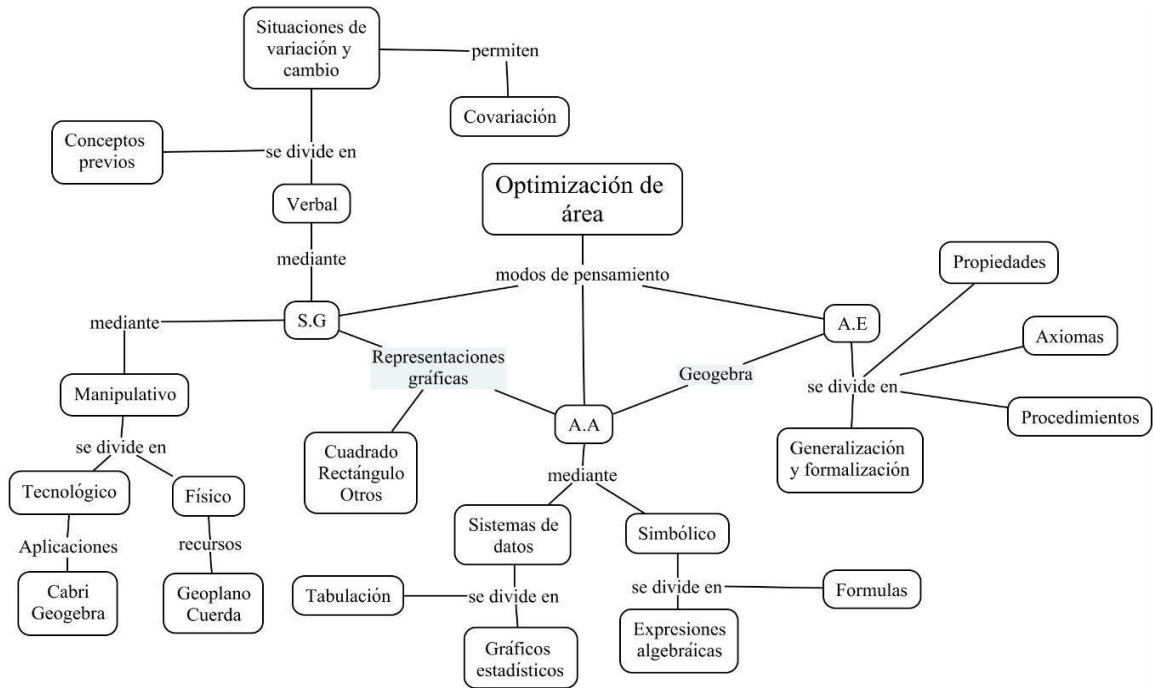 Situaciones de
variación y
cambio
permiten
Covariación
Conceptos
previos
se divide en
Verbal
mediante
Optimización de
área
modos de pensamiento
S.G
mediante
Manipulativo
se divide en
Tecnológico
Físico
Aplicaciones
recursos
Cabri
Geogebra
Geoplano
Cuerda
Representaciones
gráficas
Cuadrado
Rectángulo
Otros
A.A
Geogebra
A.E
Propiedades
Axiomas
se divide en
Procedimientos
Generalización
y formalización
mediante
Sistemas de
datos
Simbólico
Tabulación
se divide en
Gráficos
estadísticos
se divide en
Formulas
Expresiones
algebráicas